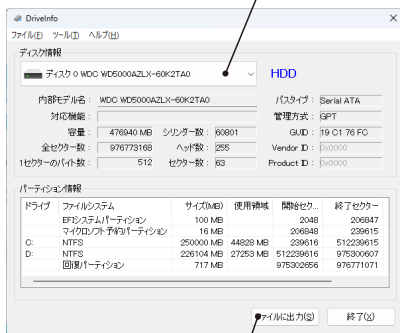 DriveInfo
ファイル(F) ツール(T) ヘルプ(H)
ディスク情報
ディスク 0 WDC WD5000AZLX-60K2TA0
HDD
内部モデル名： WDC WD5000AZLX-60K2TA0 バスタイプ： Serial ATA
対応機能： 管理方式： GPT
容量： 476940 MB シリンダー数： 60801 GUID： 19 C1 76 FC
全セクター数： 976773168 ヘッド数： 255 Vendor ID： 0x0000
1セクターのバイト数： 512 セクター数： 63 Product ID： 0x0000
パーティション情報
ドライブ ファイルシステム サイズ(MB) 使用領域 開始セク... 終了セクター
EFIシステムパーティション 100 MB 2048 206847
マイクロソフト予約パーティション 16 MB 206848 239615
C: NTFS 250000 MB 44828 MB 239616 512239615
D: NTFS 226104 MB 27253 MB 512239616 975300607
回復パーティション 717 MB 975302656 976771071
ァイルに出力(S) 終了(X)